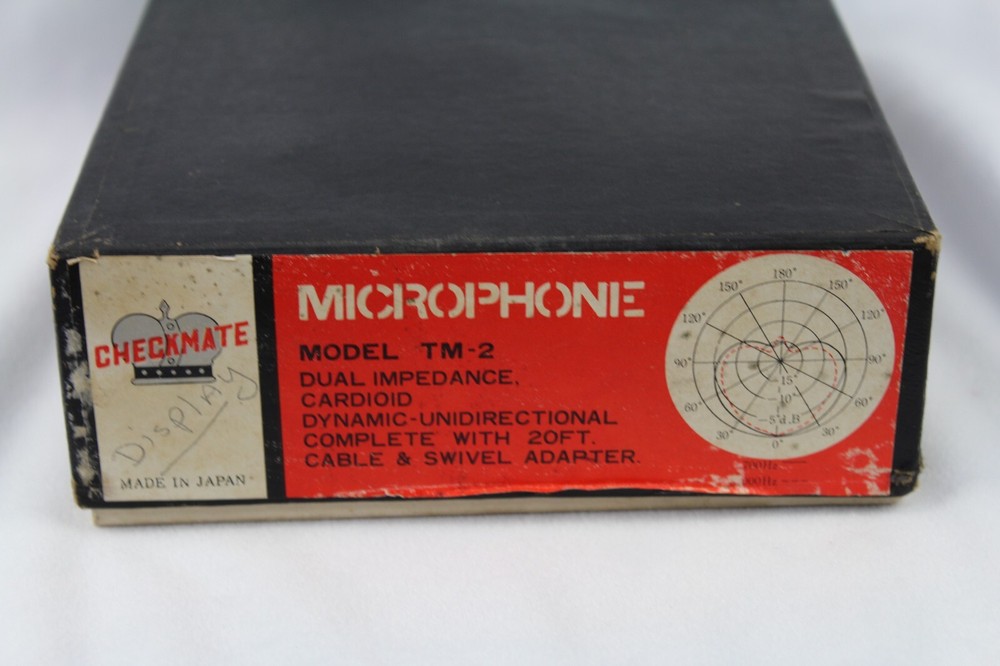 CHECKMATE
Display
MADE IN JAPAN
MICROPHONE
MODEL TM-2
DUAL IMPEDANCE,
CARDIOID
DYNAMIC-UNIDIRECTIONAL
COMPLETE WITH 20FT.
CABLE & SWIVEL ADAPTER.
180°
150° 150°
120° 120°
90° 90°
60° 60°
30° 30°
0°
15°
10°
-5 d.B